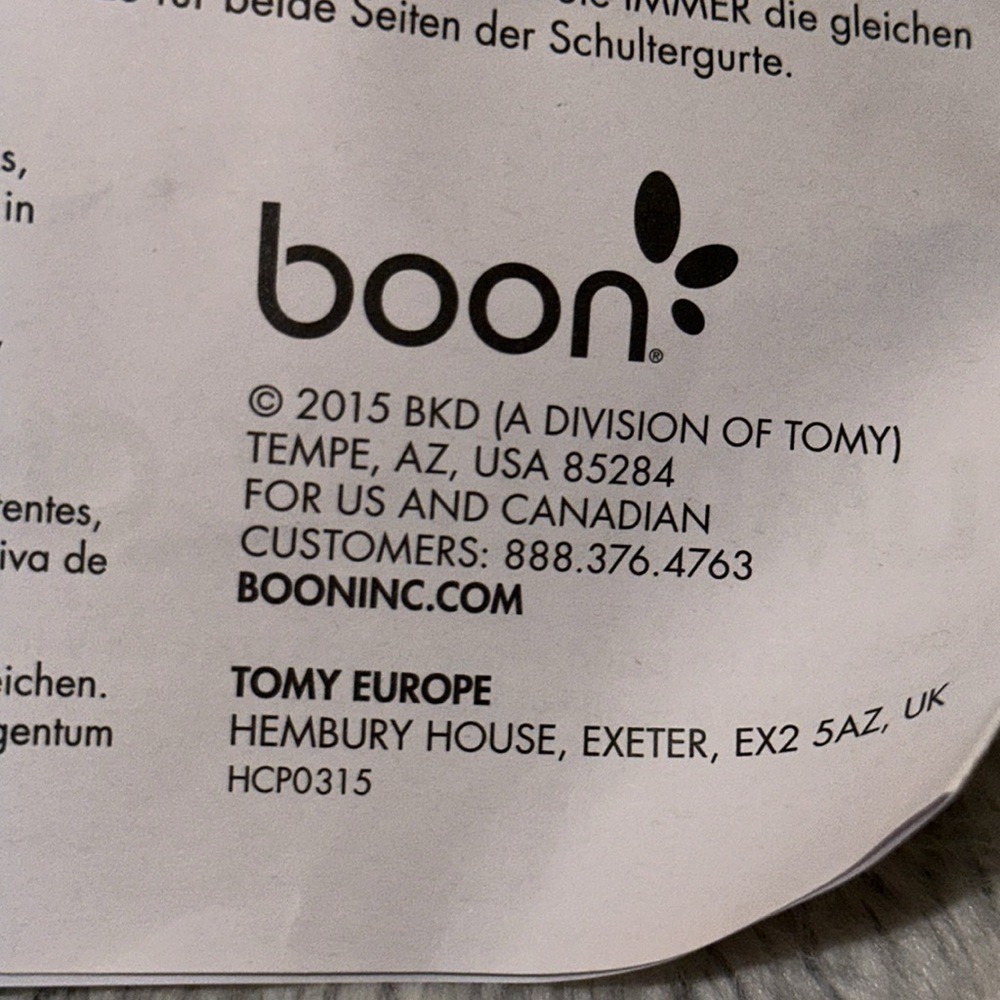 IMMER die gleichen
für beide Seiten der Schultergurte.
s,
in
boon®
© 2015 BKD (A DIVISION OF TOMY)
TEMPE, AZ, USA 85284
FOR US AND CANADIAN
CUSTOMERS: 888.376.4763
BOONINC.COM
entes,
iva de
TOMY EUROPE
HEMBURY HOUSE, EXETER, EX2 5AZ, UK
HCP0315
eichen.
gentum